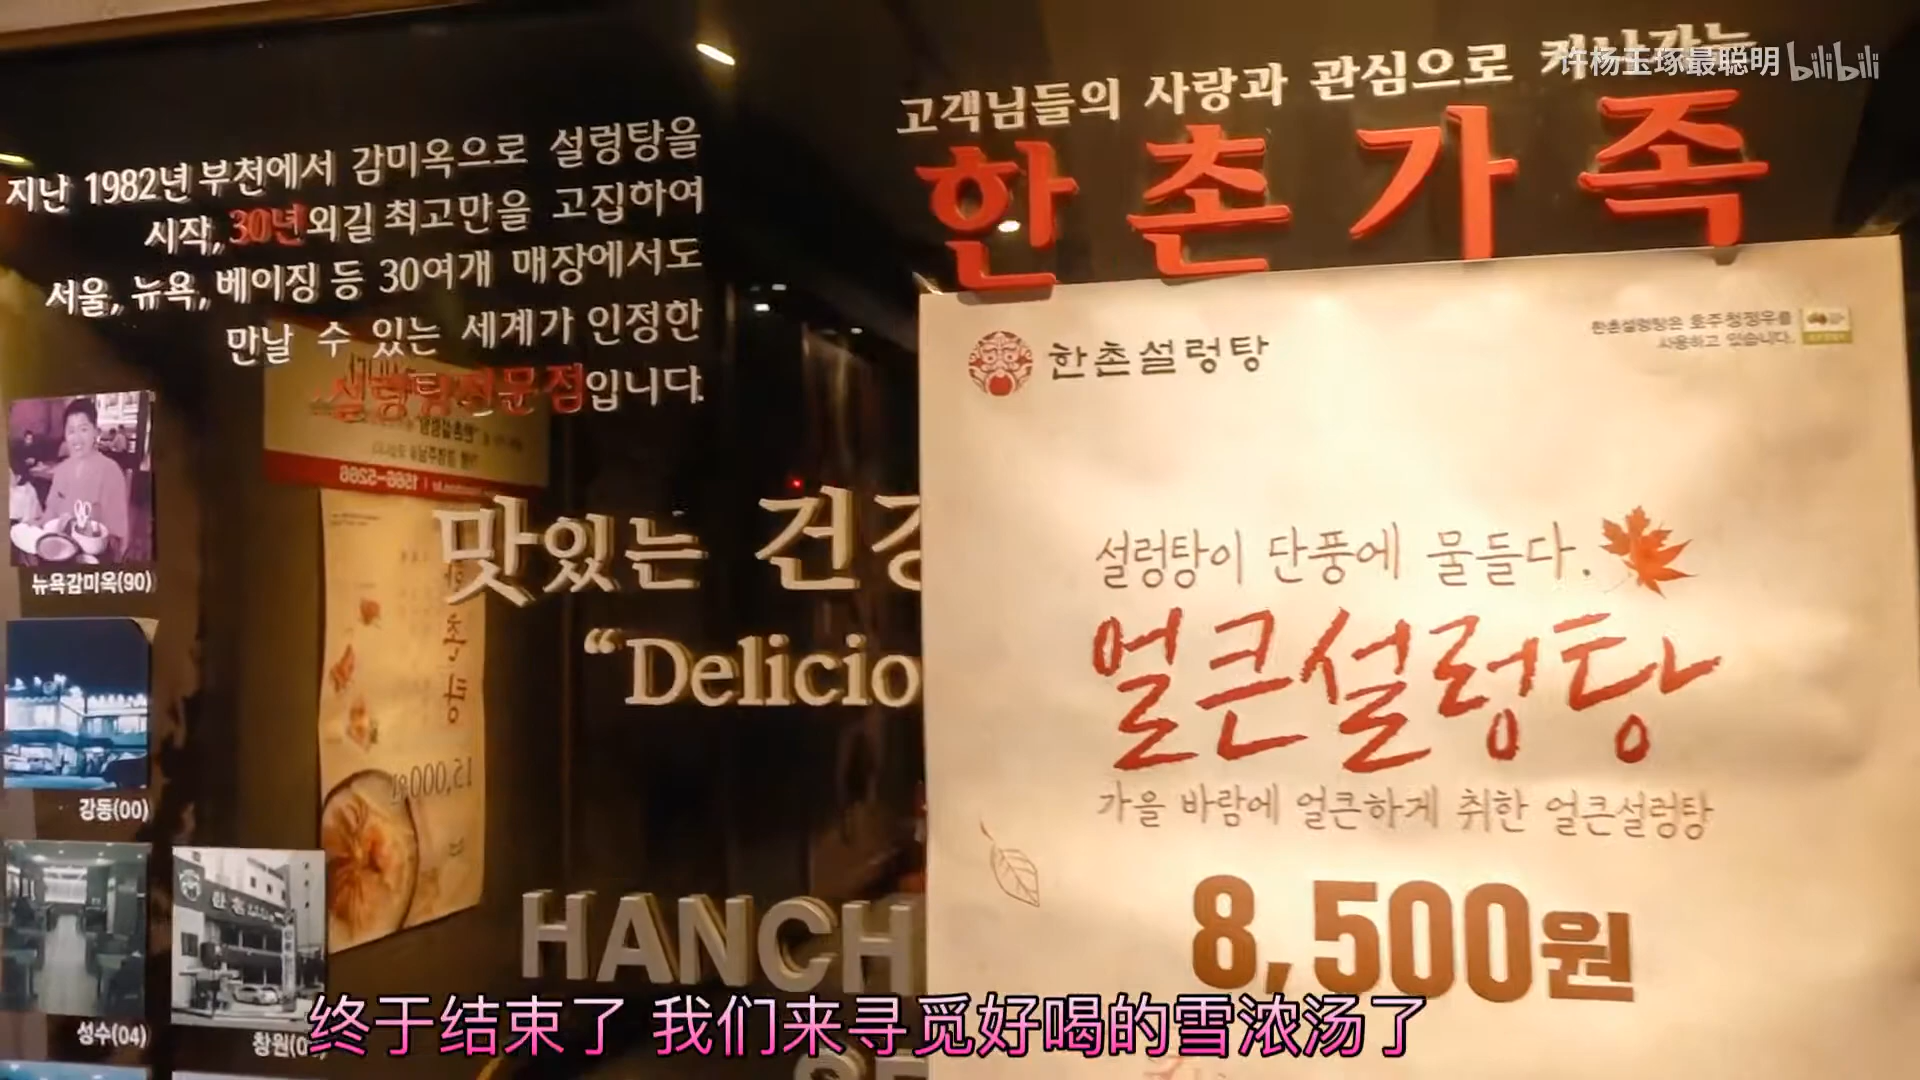 许杨玉琢最聪明 bilibili
고객님들의 사랑과 관심으로
한촌가족
지난 1982년 부천에서 감미옥으로 설렁탕을
시작, 30년 외길 최고만을 고집하여
서울, 뉴욕, 베이징 등 30여개 매장에서도
만날 수 있는 세계가 인정한
설렁탕전문점입니다.
한촌설렁탕
한촌설렁탕은 호주청정우를
사용하고 있습니다.
맛있는
“Delicio
설렁탕이 단풍에 물들다.
얼큰설렁탕
가을 바람에 얼큰하게 취한 얼큰설렁탕
8,500원
뉴욕감미옥(90)
강동(00)
성수(04)
창원
15,000원
1566-5266
HANCH
终于结束了 我们来寻觅好喝的雪浓汤了